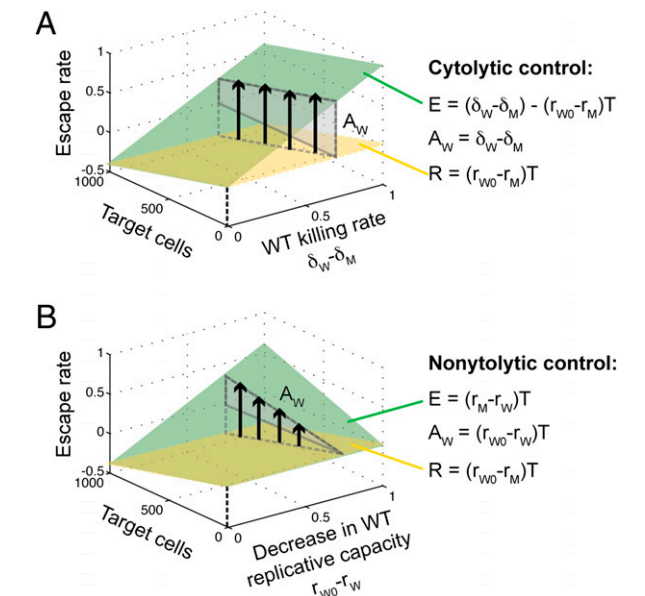 A
Escape rate
1
0.5
0
-0.5
1000
500
0
Target cells
0
0.5
1
WT killing rate
δW-δM
AW
Cytolytic control:
E = (δW-δM) - (rW0-rM)T
AW = δW-δM
R = (rW0-rM)T
B
Escape rate
1
0.5
0
-0.5
1000
500
0
Target cells
0
0.5
1
Decrease in WT
replicative capacity
rW0-rW
AW
Nonytolytic control:
E = (rM-rW)T
AW = (rW0-rW)T
R = (rW0-rM)T